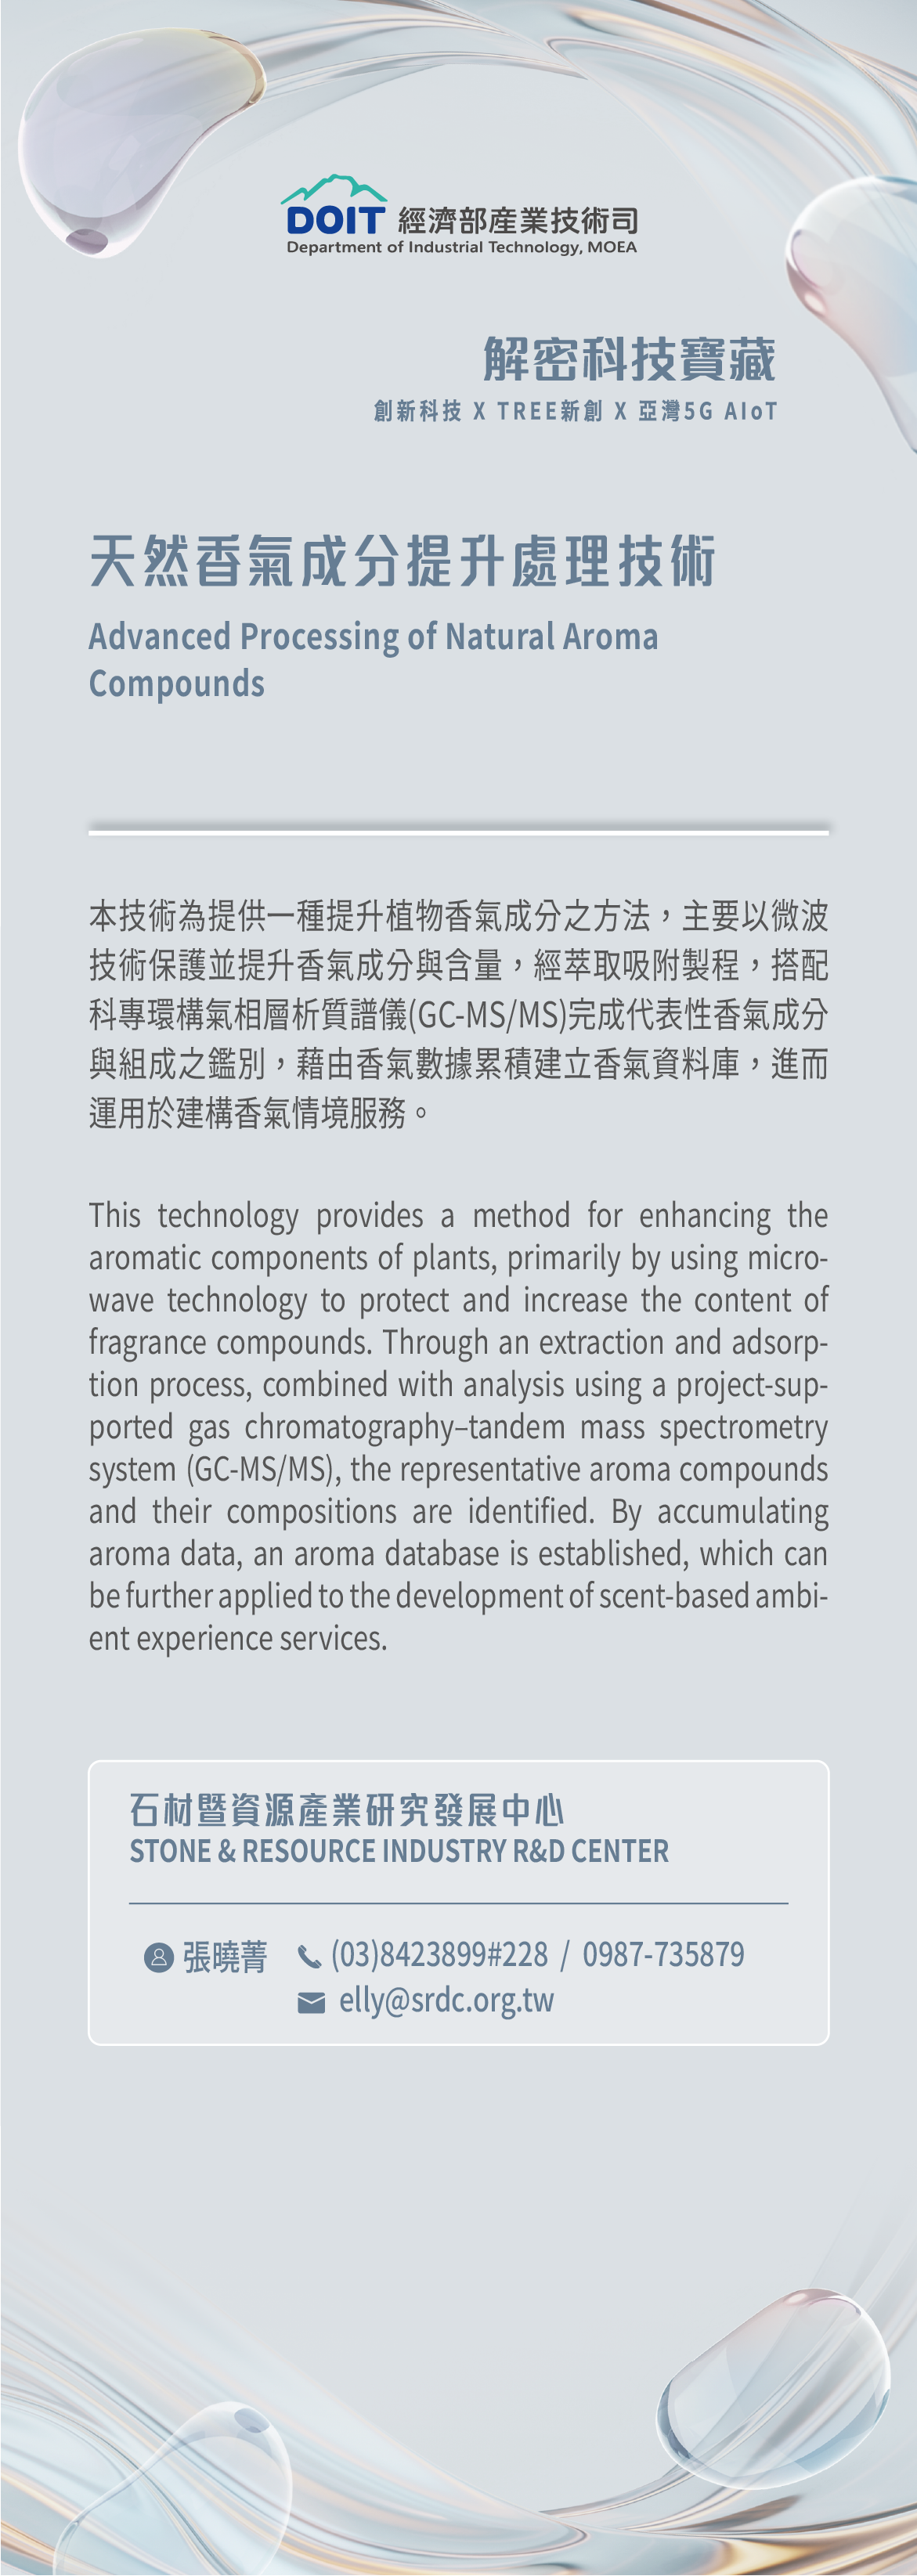 DOIT 經濟部產業技術司
Department of Industrial Technology, MOEA
解密科技寶藏
創新科技 X TREE新創 X 亞灣5G AIoT
天然香氣成分提升處理技術
Advanced Processing of Natural Aroma
Compounds
本技術為提供一種提升植物香氣成分之方法，主要以微波
技術保護並提升香氣成分與含量，經萃取吸附製程，搭配
科專環構氣相層析質譜儀(GC-MS/MS)完成代表性香氣成分
與組成之鑑別，藉由香氣數據累積建立香氣資料庫，進而
運用於建構香氣情境服務。
This technology provides a method for enhancing the
aromatic components of plants, primarily by using micro-
wave technology to protect and increase the content of
fragrance compounds. Through an extraction and adsorp-
tion process, combined with analysis using a project-sup-
ported gas chromatography–tandem mass spectrometry
system (GC-MS/MS), the representative aroma compounds
and their compositions are identified. By accumulating
aroma data, an aroma database is established, which can
be further applied to the development of scent-based ambi-
ent experience services.
石材暨資源產業研究發展中心
STONE & RESOURCE INDUSTRY R&D CENTER
張曉菁 (03)8423899#228 / 0987-735879
elly@srdc.org.tw